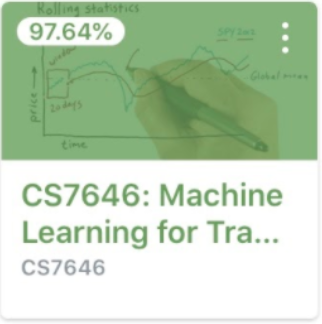 Rolling statistics
97.64%
SPY 2012
window
Global mean
price
20 days
time
CS7646: Machine
Learning for Tra...
CS7646